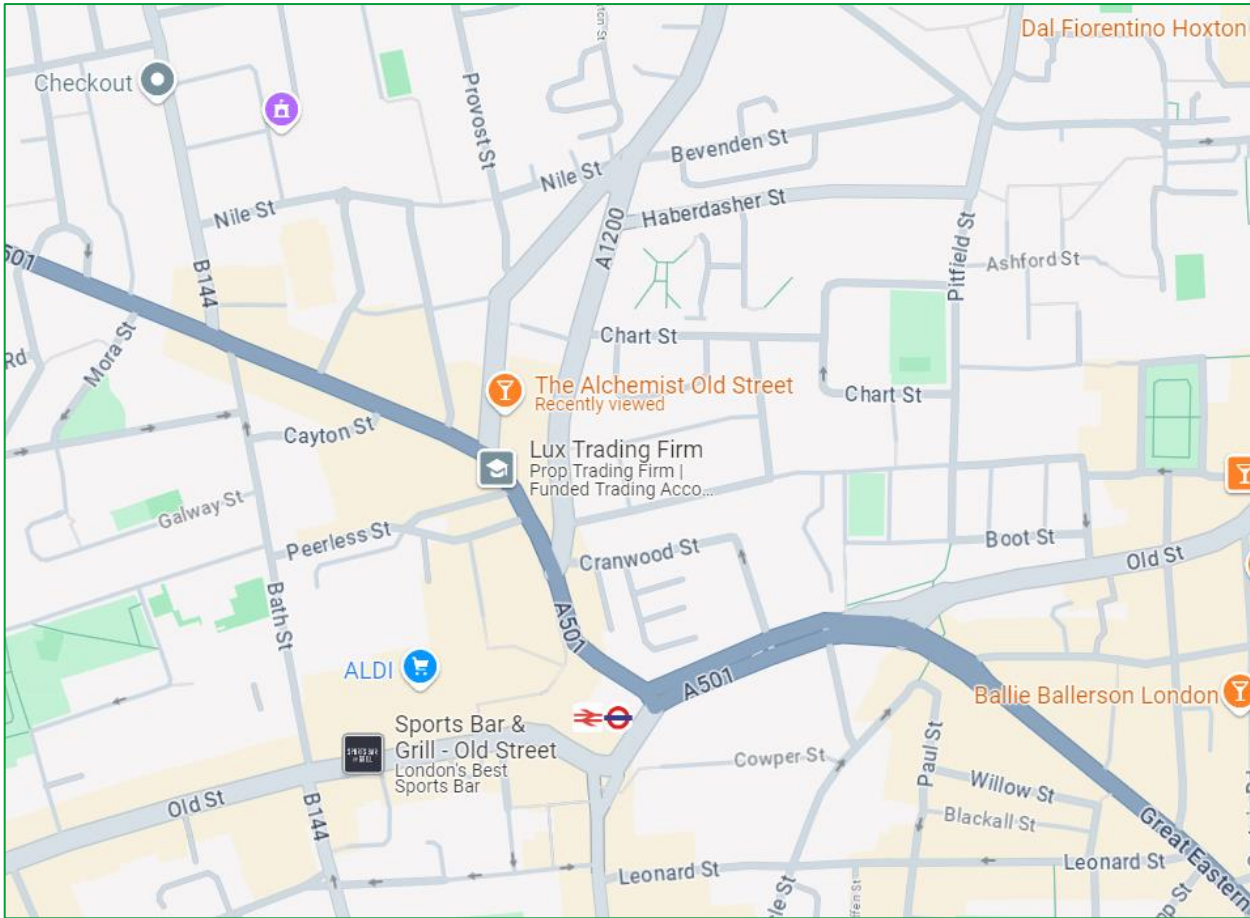 Dal Fiorentino Hoxton
Checkout
Provost St
Bevenden St
Nile St
Haberdasher St
Nile St
A1200
Pitfield St
Ashford St
B144
Mora St
Chart St
Rd
The Alchemist Old Street
Recently viewed
Chart St
Cayton St
Lux Trading Firm
Prop Trading Firm |
Funded Trading Acco...
Galway St
Peerless St
Cranwood St
Boot St
Old St
Bath St
A501
ALDI
A501
Ballie Ballerson London
Sports Bar &
Grill - Old Street
London's Best
Sports Bar
Cowper St
Paul St
Willow St
Blackall St
Old St
B144
Great Eastern
Leonard St
Leonard St